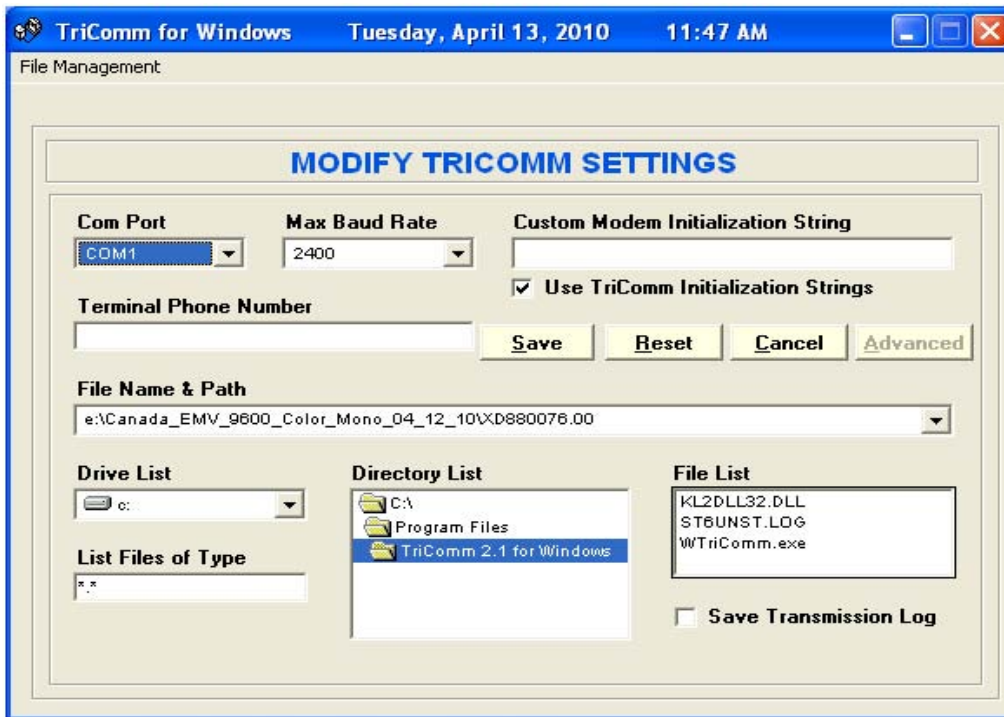 TriComm for Windows Tuesday, April 13, 2010 11:47 AM
File Management
MODIFY TRICOMM SETTINGS
Com Port Max Baud Rate Custom Modem Initialization String
COM1 2400
Use TriComm Initialization Strings
Terminal Phone Number
Save Reset Cancel Advanced
File Name & Path
e:\Canada_EMV_9600_Color_Mono_04_12_10\XD880076.00
Drive List Directory List File List
c: C:\ KL2DLL32.DLL
Program Files ST6UNST.LOG
TriComm 2.1 for Windows WTriComm.exe
List Files of Type
*.*
Save Transmission Log